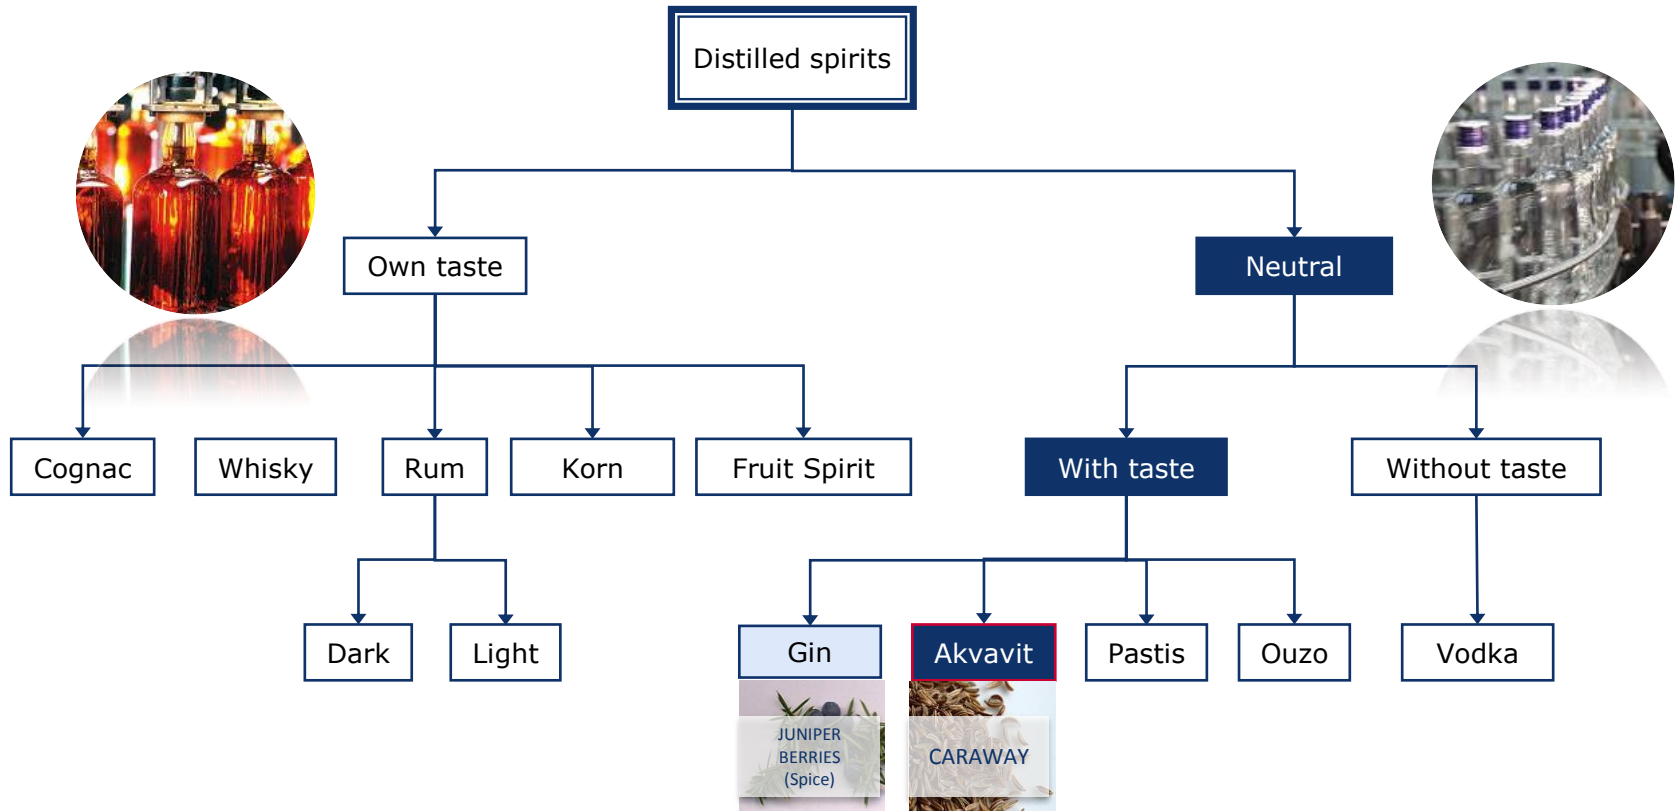 Distilled spirits
Own taste
Neutral
Cognac
Whisky
Rum
Korn
Fruit Spirit
With taste
Without taste
Dark
Light
Gin
Akvavit
Pastis
Ouzo
Vodka
JUNIPER
BERRIES
(Spice)
CARAWAY